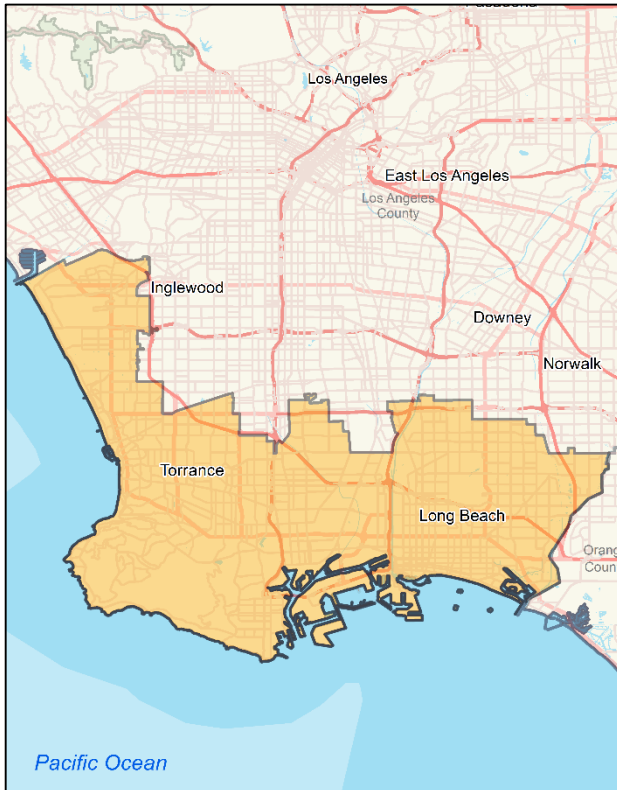 Los Angeles
East Los Angeles
Los Angeles
County
Inglewood
Downey
Norwalk
Torrance
Long Beach
Pacific Ocean